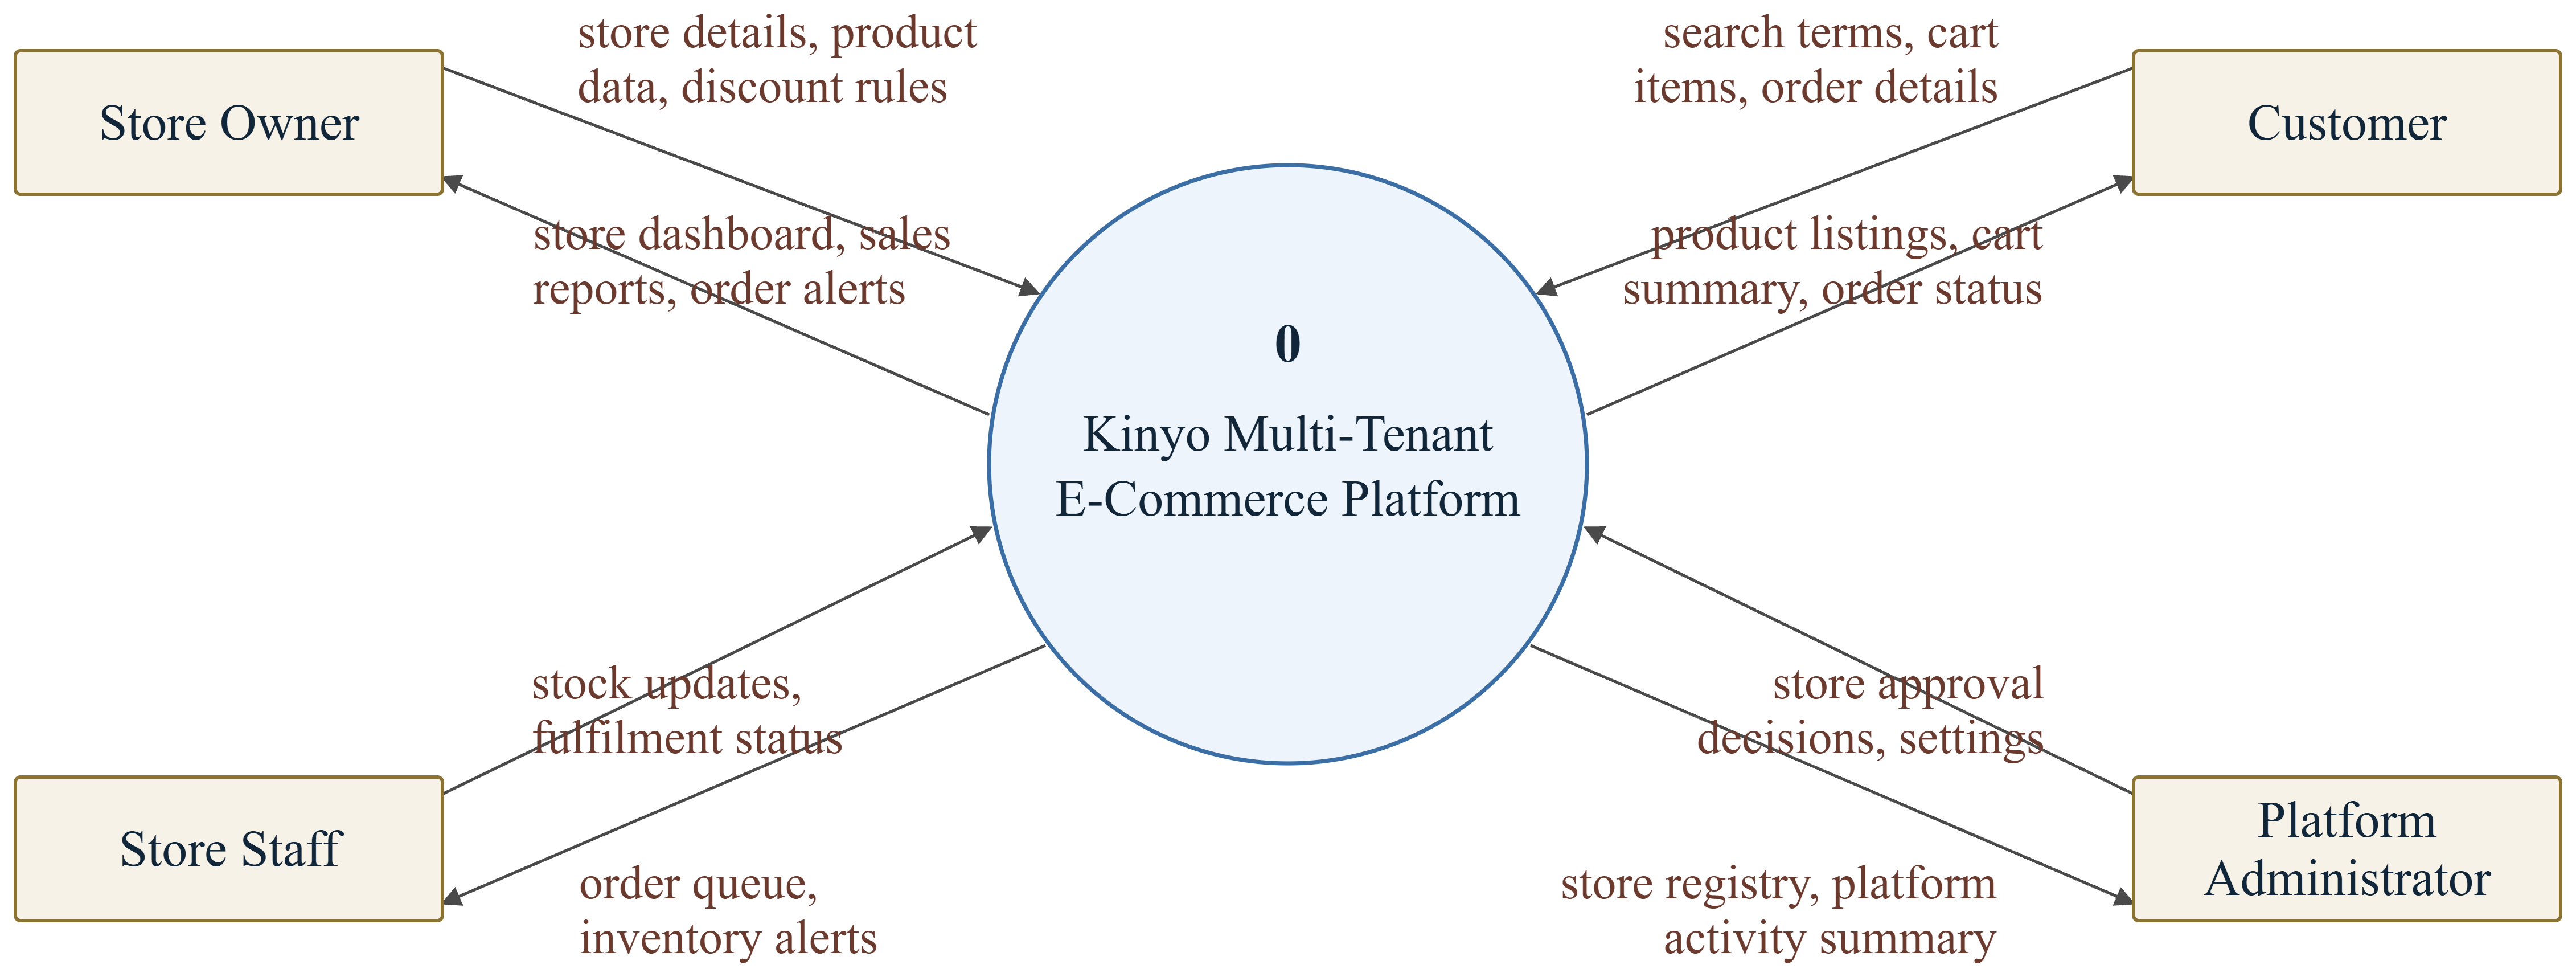 store details, product
data, discount rules
search terms, cart
items, order details
Store Owner
Customer
store dashboard, sales
reports, order alerts
product listings, cart
summary, order status
0
Kinyo Multi-Tenant
E-Commerce Platform
stock updates,
fulfilment status
store approval
decisions, settings
Store Staff
Platform
Administrator
order queue,
inventory alerts
store registry, platform
activity summary